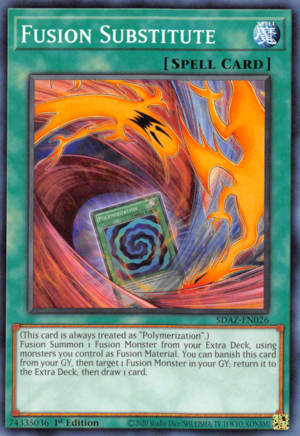 FUSION SUBSTITUTE
SPELL
[SPELL CARD]
POLYMERIZATION
SDAZ-EN026
(This card is always treated as "Polymerization".)
Fusion Summon 1 Fusion Monster from your Extra Deck, using
monsters you control as Fusion Material. You can banish this card
from your GY, then target 1 Fusion Monster in your GY; return it to
the Extra Deck, then draw 1 card.
74335036 1st Edition
©2020 Studio Dice/SHUEISHA, TV TOKYO, KONAMI